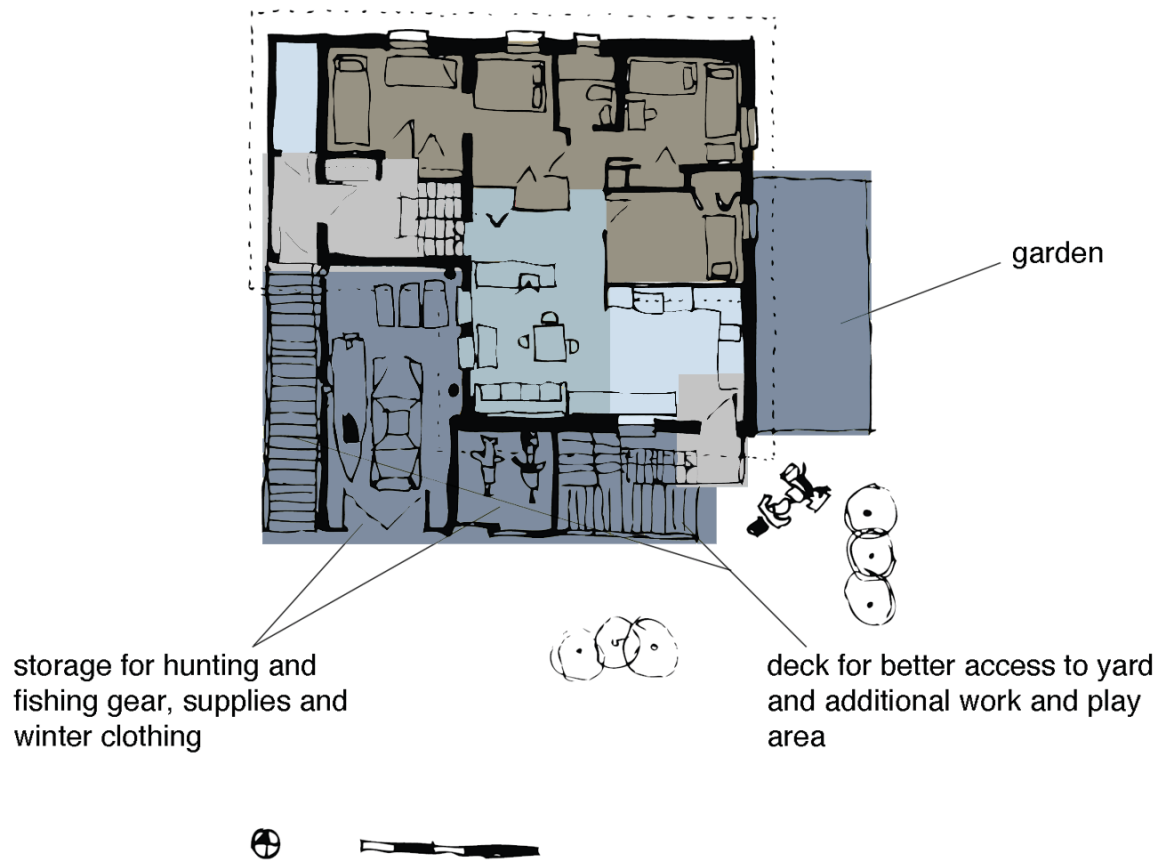 garden
storage for hunting and
fishing gear, supplies and
winter clothing
deck for better access to yard
and additional work and play
area